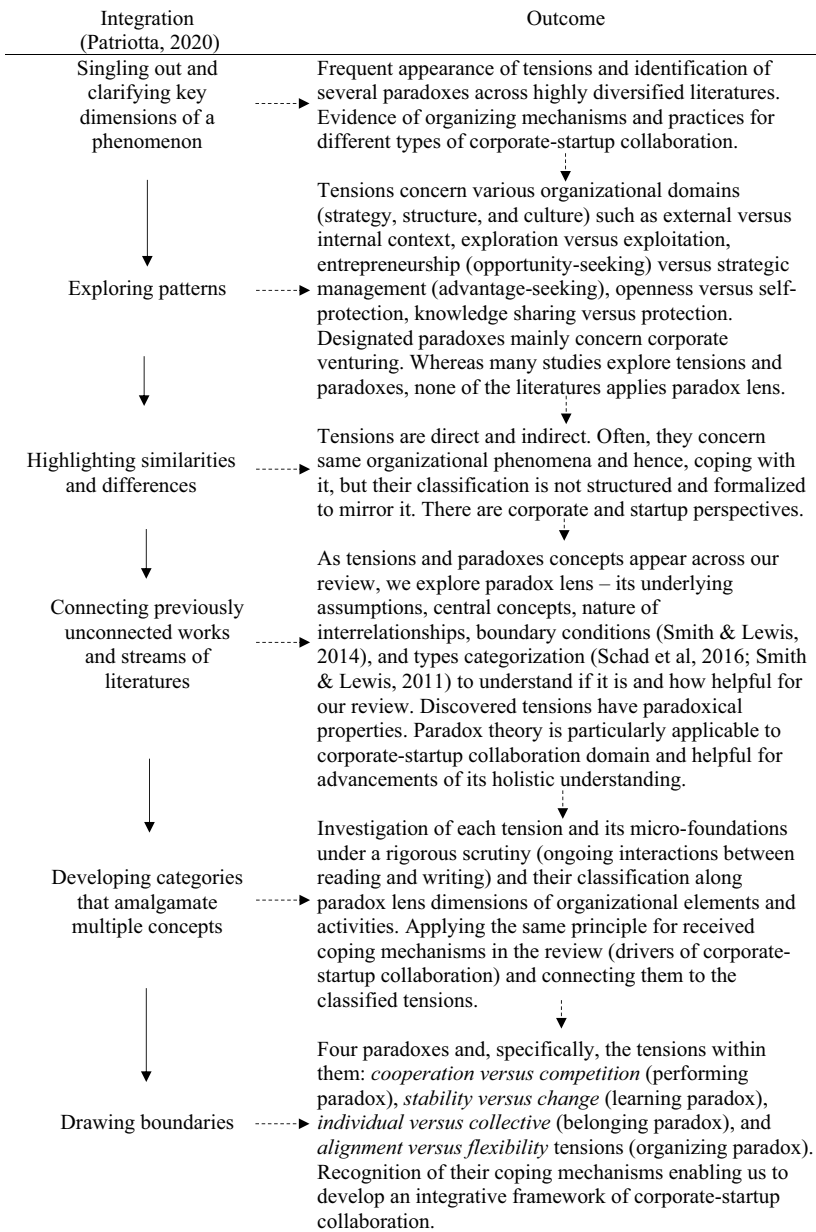 Integration
(Patriotta, 2020)
Outcome
Singling out and
clarifying key
dimensions of a
phenomenon
Frequent appearance of tensions and identification of
several paradoxes across highly diversified literatures.
Evidence of organizing mechanisms and practices for
different types of corporate-startup collaboration.
Exploring patterns
Tensions concern various organizational domains
(strategy, structure, and culture) such as external versus
internal context, exploration versus exploitation,
entrepreneurship (opportunity-seeking) versus strategic
management (advantage-seeking), openness versus self-
protection, knowledge sharing versus protection.
Designated paradoxes mainly concern corporate
venturing. Whereas many studies explore tensions and
paradoxes, none of the literatures applies paradox lens.
Highlighting similarities
and differences
Tensions are direct and indirect. Often, they concern
same organizational phenomena and hence, coping with
it, but their classification is not structured and formalized
to mirror it. There are corporate and startup perspectives.
Connecting previously
unconnected works
and streams of
literatures
As tensions and paradoxes concepts appear across our
review, we explore paradox lens – its underlying
assumptions, central concepts, nature of
interrelationships, boundary conditions (Smith & Lewis,
2014), and types categorization (Schad et al, 2016; Smith
& Lewis, 2011) to understand if it is and how helpful for
our review. Discovered tensions have paradoxical
properties. Paradox theory is particularly applicable to
corporate-startup collaboration domain and helpful for
advancements of its holistic understanding.
Developing categories
that amalgamate
multiple concepts
Investigation of each tension and its micro-foundations
under a rigorous scrutiny (ongoing interactions between
reading and writing) and their classification along
paradox lens dimensions of organizational elements and
activities. Applying the same principle for received
coping mechanisms in the review (drivers of corporate-
startup collaboration) and connecting them to the
classified tensions.
Drawing boundaries
Four paradoxes and, specifically, the tensions within
them: cooperation versus competition (performing
paradox), stability versus change (learning paradox),
individual versus collective (belonging paradox), and
alignment versus flexibility tensions (organizing paradox).
Recognition of their coping mechanisms enabling us to
develop an integrative framework of corporate-startup
collaboration.